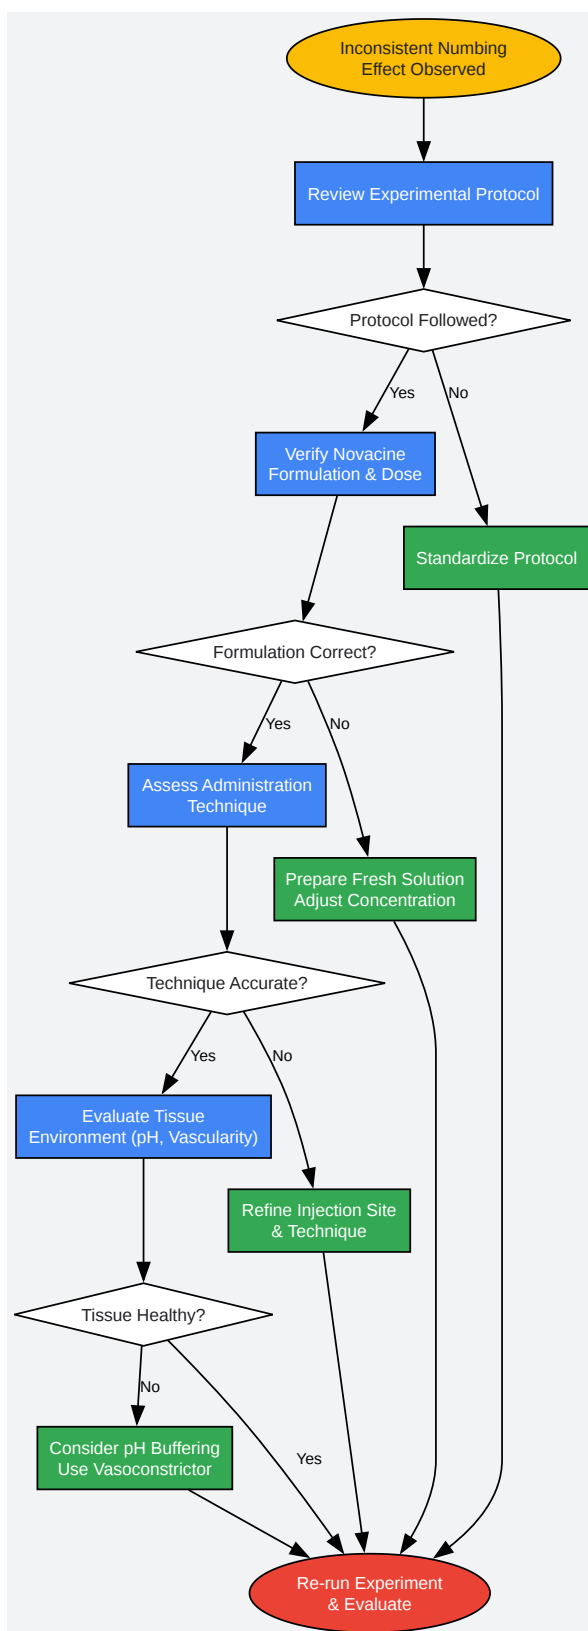 Inconsistent Numbing
Effect Observed
Review Experimental Protocol
Protocol Followed?
Yes
No
Verify Novacine
Formulation & Dose
Standardize Protocol
Formulation Correct?
Yes
No
Assess Administration
Technique
Prepare Fresh Solution
Adjust Concentration
Technique Accurate?
Yes
No
Evaluate Tissue
Environment (pH, Vascularity)
Refine Injection Site
& Technique
Tissue Healthy?
No
Yes
Consider pH Buffering
Use Vasoconstrictor
Re-run Experiment
& Evaluate